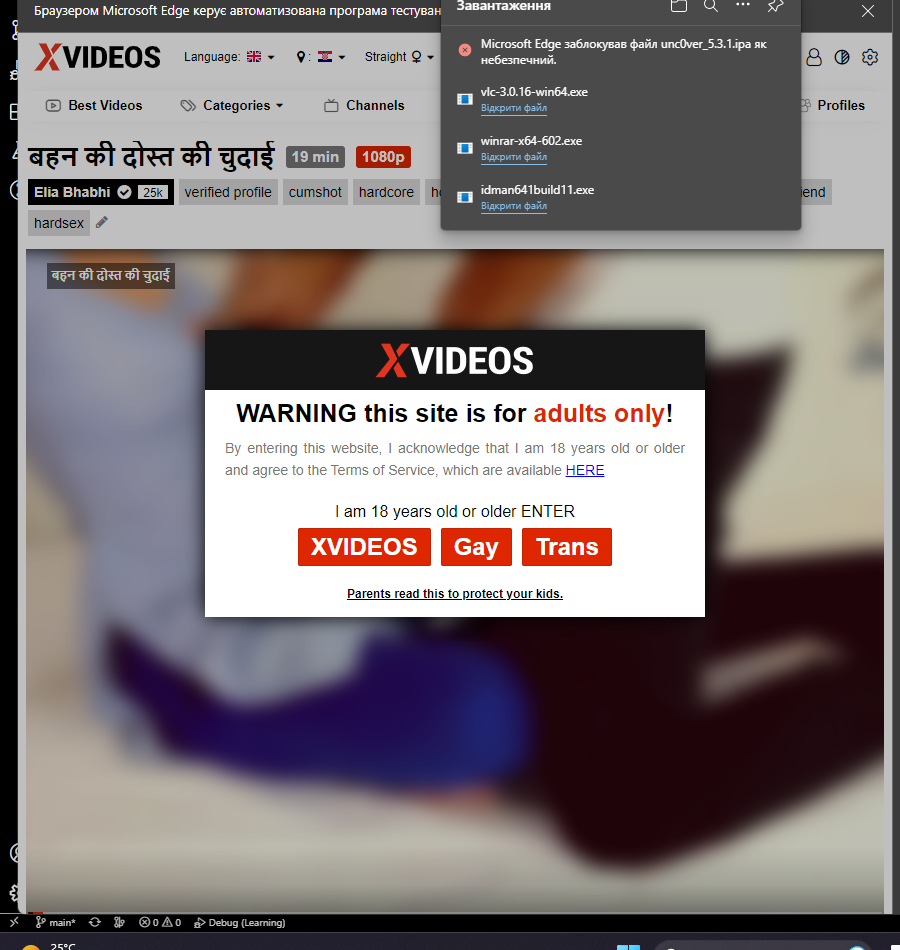 Браузером Microsoft Edge керує автоматизована програма тестуван
Завантаження
Microsoft Edge заблокував файл unc0ver_5.3.1.ipa як
небезпечний.
vlc-3.0.16-win64.exe
Відкрити файл
winrar-x64-602.exe
Відкрити файл
idman641build11.exe
Відкрити файл
XVIDEOS
Language:
:
Straight
Best Videos
Categories
Channels
Profiles
बहन की दोस्त की चुदाई 19 min 1080p
Elia Bhabhi 25k verified profile cumshot hardcore
hardsex
बहन की दोस्त की चुदाई
XVIDEOS
WARNING this site is for adults only!
By entering this website, I acknowledge that I am 18 years old or older
and agree to the Terms of Service, which are available HERE
I am 18 years old or older ENTER
XVIDEOS Gay Trans
Parents read this to protect your kids.
main* 0 0 Debug (Learning)
25°C